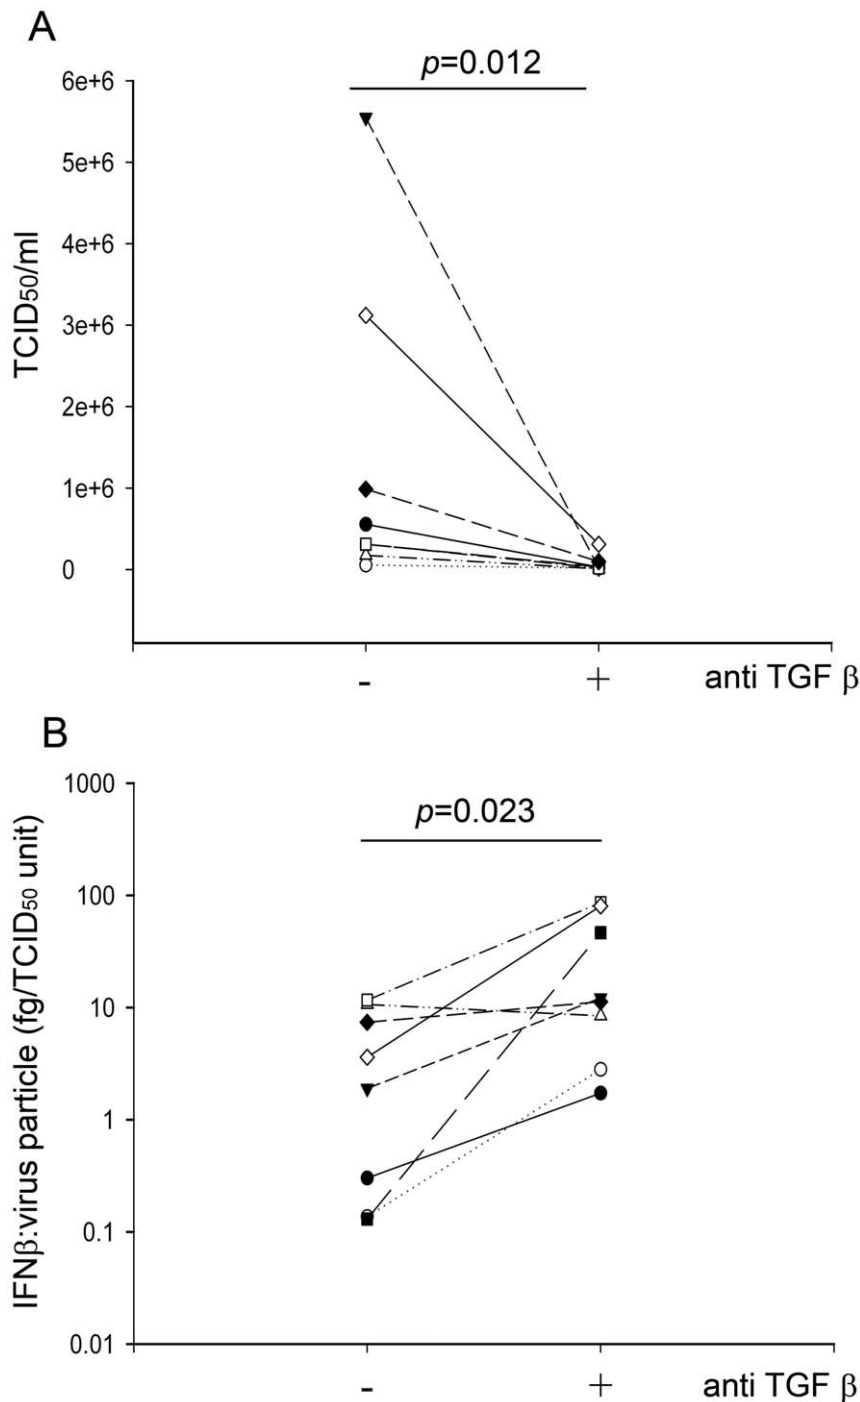 A
p=0.012
6e+6
5e+6
4e+6
3e+6
2e+6
1e+6
0
TCID50/ml
- + anti TGF β
B
p=0.023
1000
100
10
1
0.1
0.01
IFNβ:virus particle (fg/TCID50 unit)
- + anti TGF β